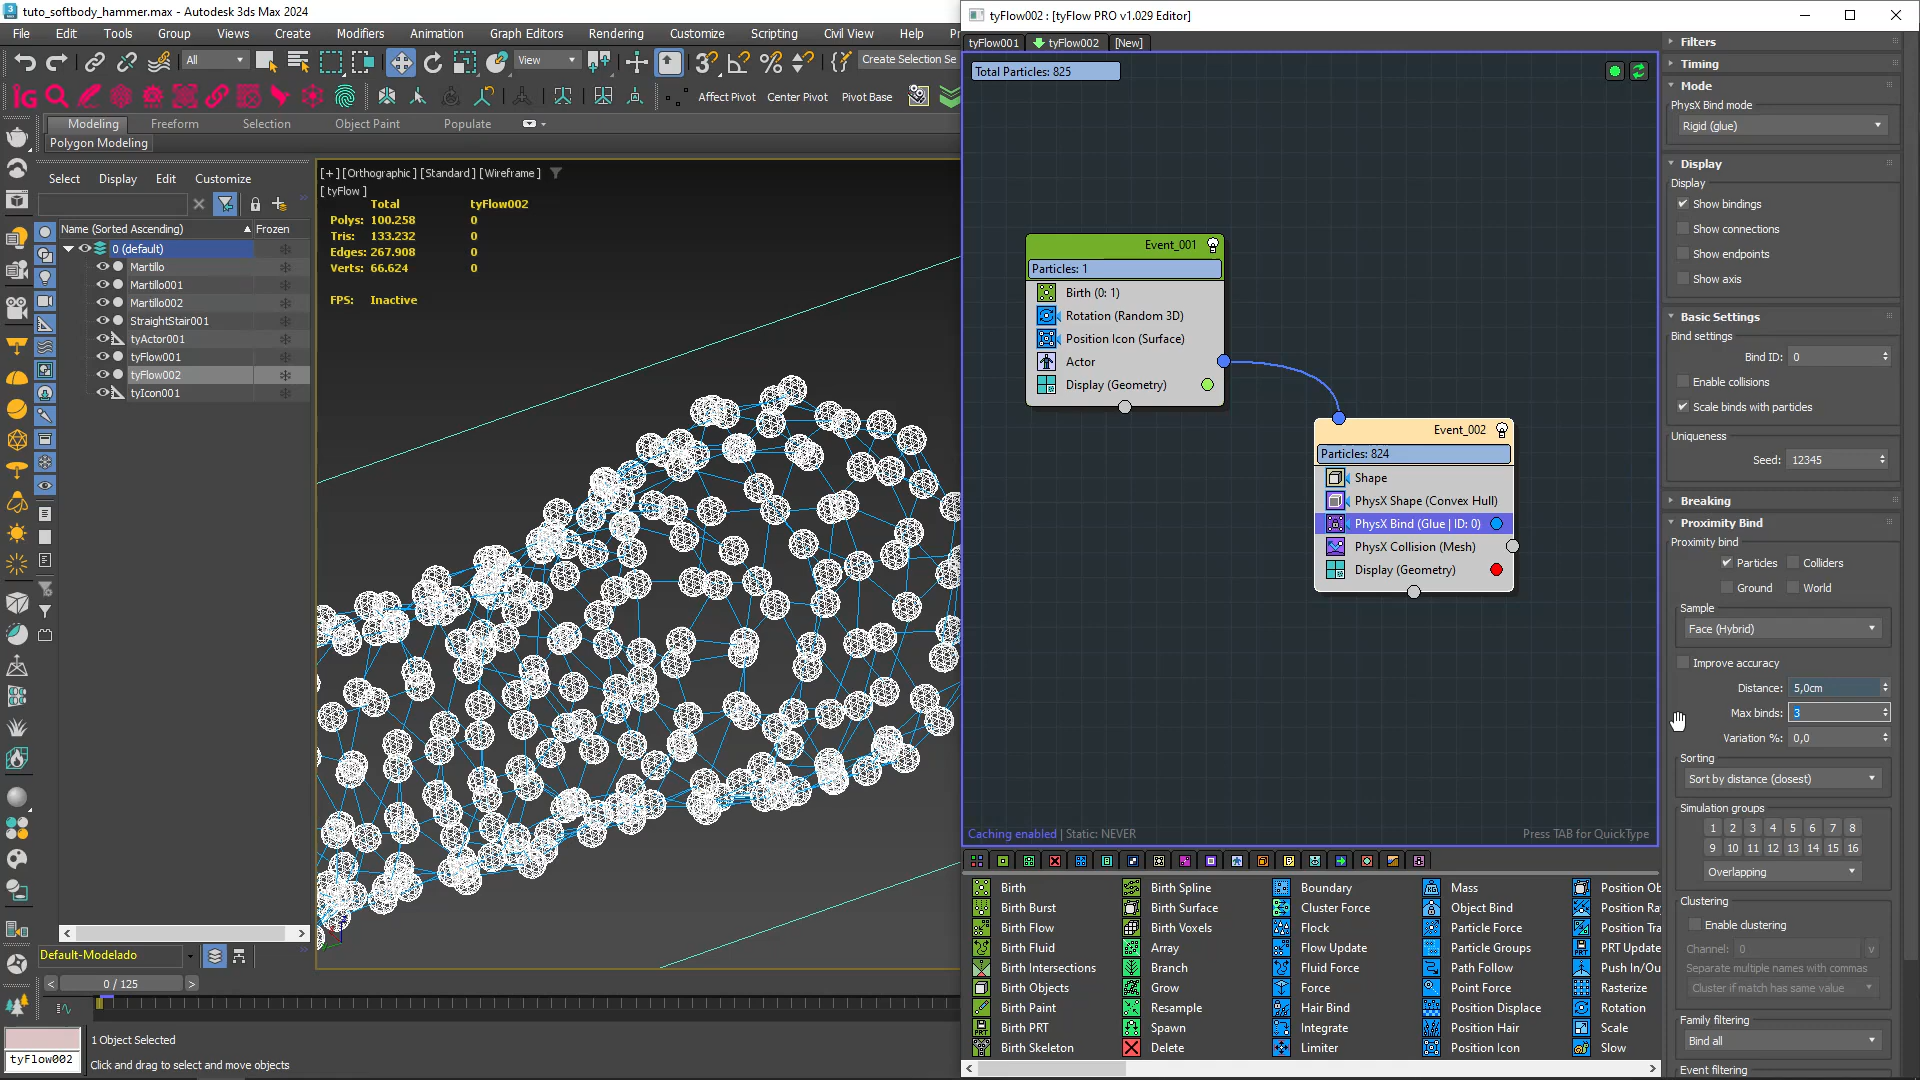 tuto_softbody_hammer.max - Autodesk 3ds Max 2024
File Edit Tools Group Views Create Modifiers Animation Graph Editors Rendering Customize Scripting Civil View Help
All
View
Create Selection Se
Affect Pivot Center Pivot Pivot Base
Modeling Freeform Selection Object Paint Populate
Polygon Modeling
Select Display Edit Customize
Name (Sorted Ascending) Frozen
0 (default)
Martillo
Martillo001
Martillo002
StraightStair001
tyActor001
tyFlow001
tyFlow002
tyIcon001
Default-Modelado
0 / 125
tyFlow002
1 Object Selected
Click and drag to select and move objects
[+] [Orthographic] [Standard] [Wireframe]
[ tyFlow ]
Total tyFlow002
Polys: 100.258 0
Tris: 133.232 0
Edges: 267.908 0
Verts: 66.624 0
FPS: Inactive
tyFlow002 : [tyFlow PRO v1.029 Editor]
tyFlow001 tyFlow002 [New]
Total Particles: 825
Event_001
Particles: 1
Birth (0: 1)
Rotation (Random 3D)
Position Icon (Surface)
Actor
Display (Geometry)
Event_002
Particles: 824
Shape
PhysX Shape (Convex Hull)
PhysX Bind (Glue | ID: 0)
PhysX Collision (Mesh)
Display (Geometry)
Caching enabled | Static: NEVER
Press TAB for QuickType
Birth Birth Spline Boundary Mass Position Ob
Birth Burst Birth Surface Cluster Force Object Bind Position Ra
Birth Flow Birth Voxels Flock Particle Force Position Tra
Birth Fluid Array Flow Update Particle Groups PRT Update
Birth Intersections Branch Fluid Force Path Follow Push In/Ou
Birth Objects Grow Force Point Force Rasterize
Birth Paint Resample Hair Bind Position Displace Rotation
Birth PRT Spawn Integrate Position Hair Scale
Birth Skeleton Delete Limiter Position Icon Slow
Filters
Timing
Mode
PhysX Bind mode
Rigid (glue)
Display
Display
Show bindings
Show connections
Show endpoints
Show axis
Basic Settings
Bind settings
Bind ID: 0
Enable collisions
Scale binds with particles
Uniqueness
Seed: 12345
Breaking
Proximity Bind
Proximity bind
Particles Colliders
Ground World
Sample
Face (Hybrid)
Improve accuracy
Distance: 5,0cm
Max binds: 3
Variation %: 0,0
Sorting
Sort by distance (closest)
Simulation groups
1 2 3 4 5 6 7 8
9 10 11 12 13 14 15 16
Overlapping
Clustering
Enable clustering
Channel: 0 v
Separate multiple names with commas
Cluster if match has same value
Family filtering
Bind all
Event filtering